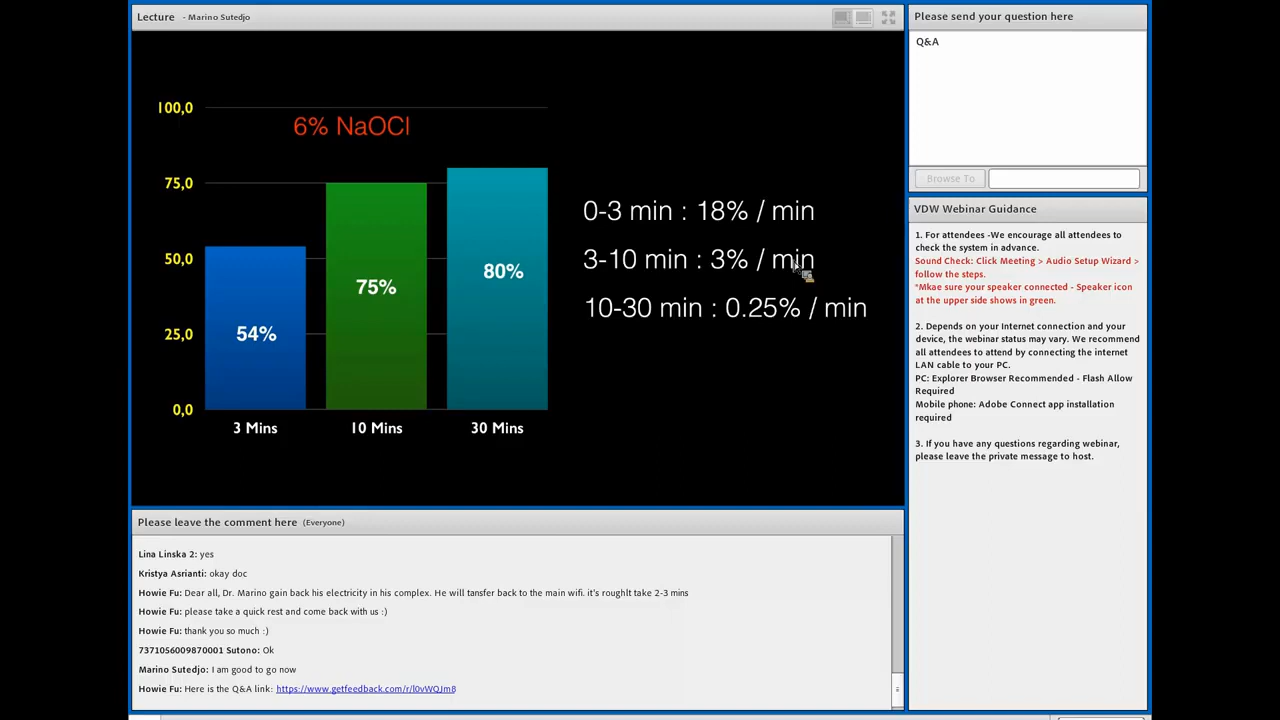 Lecture - Marino Sutedjo
100,0
6% NaOCl
75,0
50,0
25,0
0,0
54%
75%
80%
3 Mins
10 Mins
30 Mins
0-3 min : 18% / min
3-10 min : 3% / min
10-30 min : 0.25% / min
Please leave the comment here (Everyone)
Lina Linska 2: yes
Kristya Asrianti: okay doc
Howie Fu: Dear all, Dr. Marino gain back his electricity in his complex. He will tansfer back to the main wifi. it's roughlt take 2-3 mins
Howie Fu: please take a quick rest and come back with us :)
Howie Fu: thank you so much :)
7371056009870001 Sutono: Ok
Marino Sutedjo: I am good to go now
Howie Fu: Here is the Q&A link: https://www.getfeedback.com/r/l0vWQJm8
Please send your question here
Q&A
Browse To
VDW Webinar Guidance
1. For attendees -We encourage all attendees to
check the system in advance.
Sound Check: Click Meeting > Audio Setup Wizard >
follow the steps.
*Mkae sure your speaker connected - Speaker icon
at the upper side shows in green.
2. Depends on your Internet connection and your
device, the webinar status may vary. We recommend
all attendees to attend by connecting the internet
LAN cable to your PC.
PC: Explorer Browser Recommended - Flash Allow
Required
Mobile phone: Adobe Connect app installation
required
3. If you have any questions regarding webinar,
please leave the private message to host.